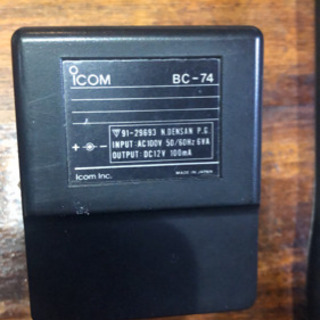 ICOM BC-74
91-29693 N.DENSAN P.G.
INPUT:AC100V 50/60Hz 6VA
OUTPUT:DC12V 100mA
Icom Inc. MADE IN JAPAN